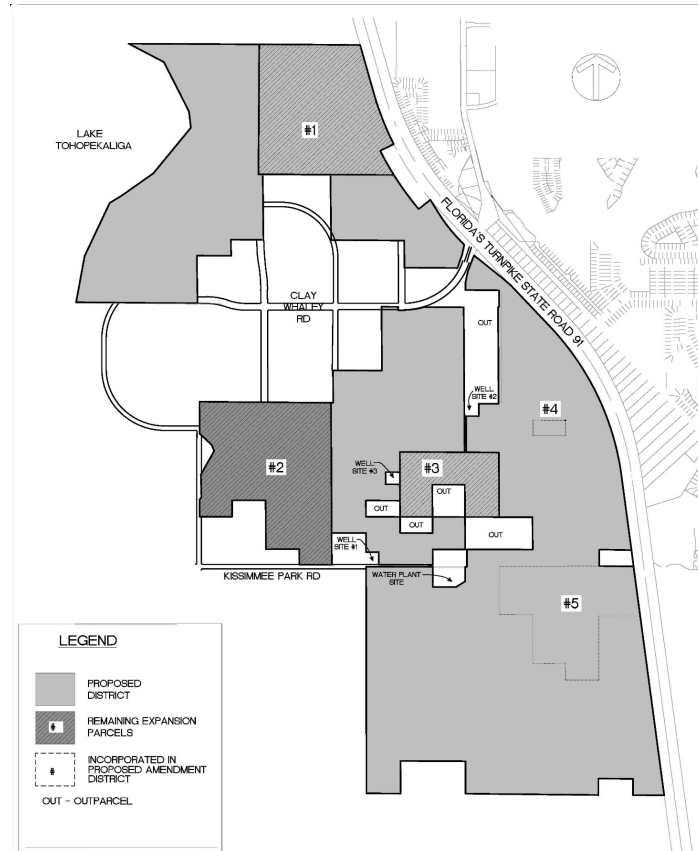 #1
LAKE
TOHOPEKALIGA
FLORIDA'S TURNPIKE STATE ROAD 91
CLAY
WHALEY
RD
OUT
WELL
SITE #2
#4
#2
WELL
SITE #3
#3
OUT
OUT
OUT
OUT
WELL
SITE #1
KISSIMMEE PARK RD
WATER PLANT
SITE
#5
LEGEND
PROPOSED
DISTRICT
#
REMAINING EXPANSION
PARCELS
#
INCORPORATED IN
PROPOSED AMENDMENT
DISTRICT
OUT - OUTPARCEL